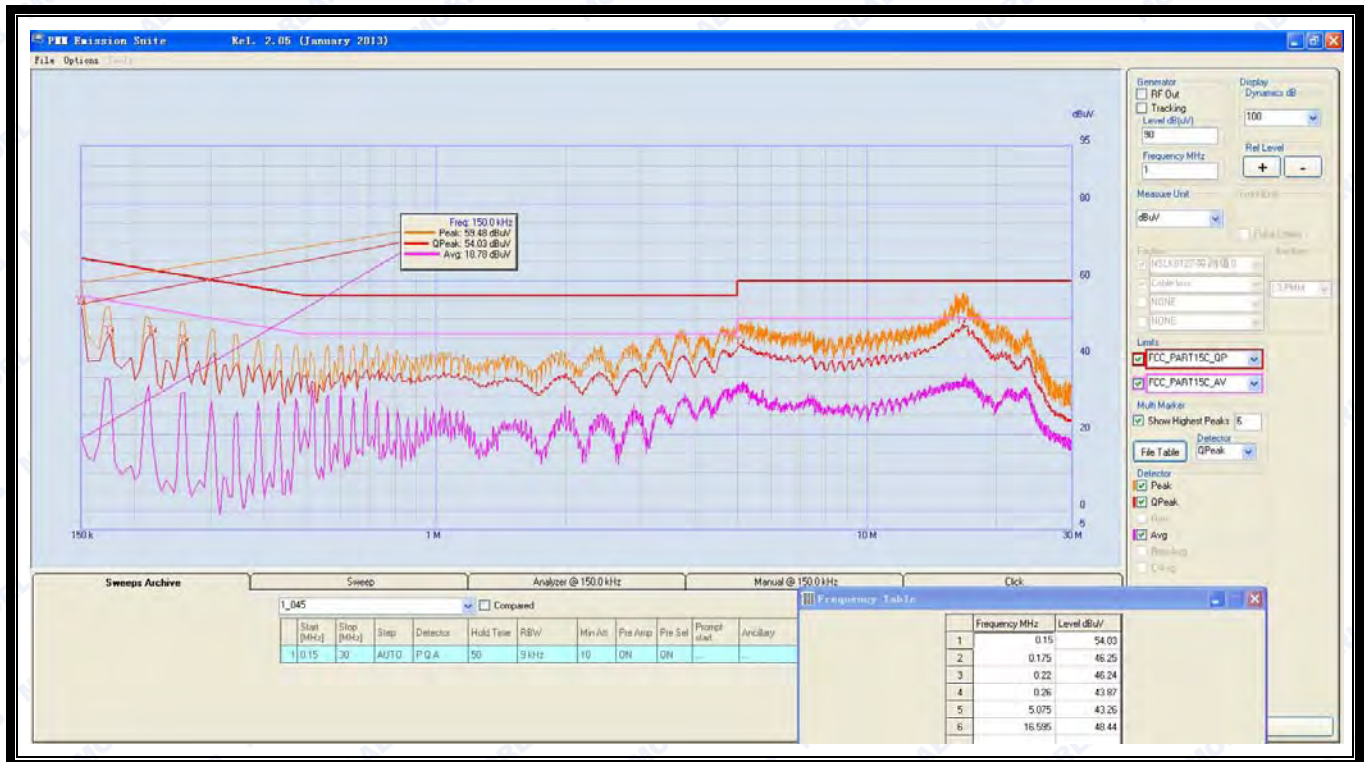 PMM Emission Suite Rel. 2.05 (January 2013)
File Options Tools
dBuV
95
80
60
40
20
0
-5
150 k
1 M
10 M
30 M
Freq: 150.0 kHz
Peak: 59.48 dBuV
QPeak: 54.03 dBuV
Avg: 18.78 dBuV
Generator
RF Out
Tracking
Level dB(uV)
90
Frequency MHz
1
Display
Dynamics dB
100
Ref Level
+ -
Measure Unit
dBuV
Cable loss
NONE
NONE
Limits
FCC_PART15C_QP
FCC_PART15C_AV
Multi Marker
Show Highest Peaks 6
File Table
Detector
QPeak
Detector
Peak
QPeak
Avg
Sweeps Archive Sweep Analyzer @ 150.0 kHz Manual @ 150.0 kHz Click
1_045 Compared
Start [MHz] Stop [MHz] Step Detector Hold Time RBW Min Att Pre Amp Pre Sel Prompt start Ancillary
1 0.15 30 AUTO P Q A 50 9 kHz 10 ON ON ... ...
Frequency Table
Frequency MHz Level dBuV
1 0.15 54.03
2 0.175 46.25
3 0.22 46.24
4 0.26 43.87
5 5.075 43.26
6 16.595 48.44